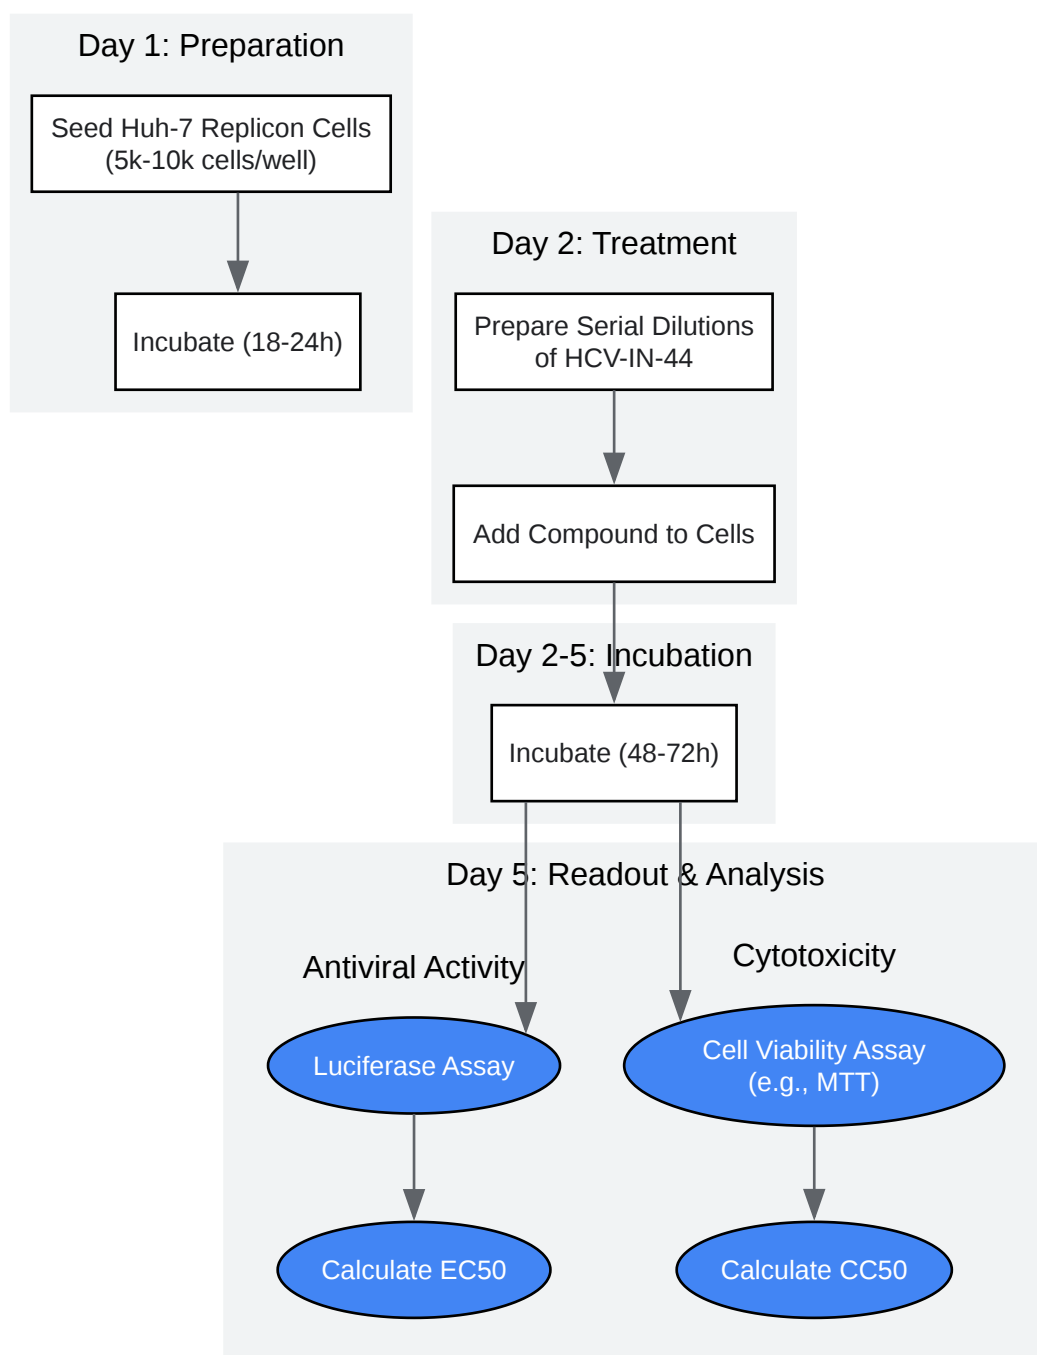 Day 1: Preparation
Seed Huh-7 Replicon Cells
(5k-10k cells/well)
Incubate (18-24h)
Day 2: Treatment
Prepare Serial Dilutions
of HCV-IN-44
Add Compound to Cells
Day 2-5: Incubation
Incubate (48-72h)
Day 5: Readout & Analysis
Antiviral Activity
Luciferase Assay
Calculate EC50
Cytotoxicity
Cell Viability Assay
(e.g., MTT)
Calculate CC50